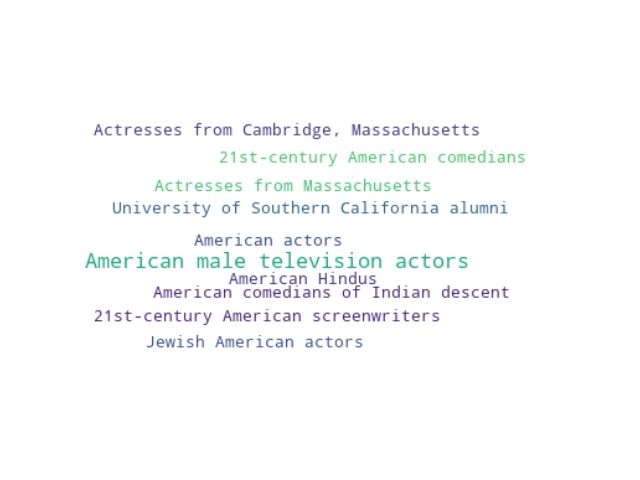 Actresses from Cambridge, Massachusetts
21st-century American comedians
Actresses from Massachusetts
University of Southern California alumni
American actors
American male television actors
American Hindus
American comedians of Indian descent
21st-century American screenwriters
Jewish American actors